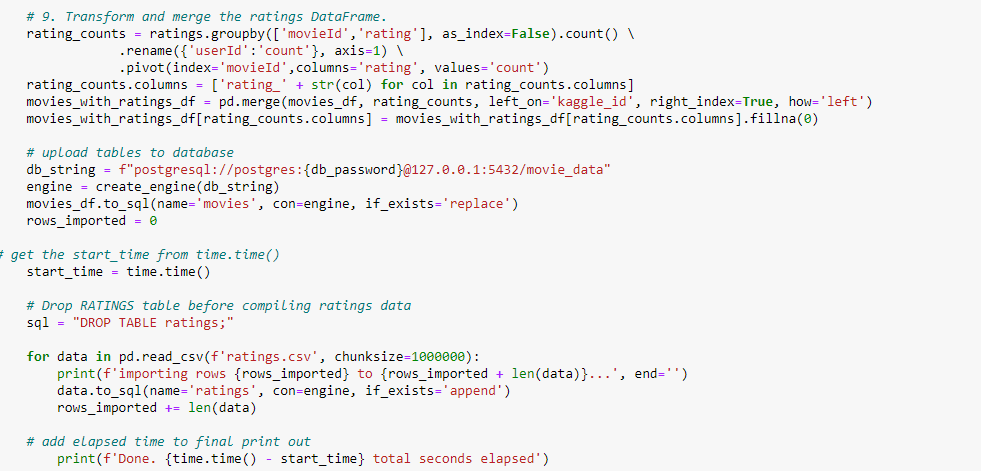 # 9. Transform and merge the ratings DataFrame.
rating_counts = ratings.groupby(['movieId','rating'], as_index=False).count() \
.rename({'userId':'count'}, axis=1) \
.pivot(index='movieId',columns='rating', values='count')
rating_counts.columns = ['rating_' + str(col) for col in rating_counts.columns]
movies_with_ratings_df = pd.merge(movies_df, rating_counts, left_on='kaggle_id', right_index=True, how='left')
movies_with_ratings_df[rating_counts.columns] = movies_with_ratings_df[rating_counts.columns].fillna(0)
# upload tables to database
db_string = f"postgresql://postgres:{db_password}@127.0.0.1:5432/movie_data"
engine = create_engine(db_string)
movies_df.to_sql(name='movies', con=engine, if_exists='replace')
rows_imported = 0
# get the start_time from time.time()
start_time = time.time()
# Drop RATINGS table before compiling ratings data
sql = "DROP TABLE ratings;"
for data in pd.read_csv(f'ratings.csv', chunksize=1000000):
print(f'importing rows {rows_imported} to {rows_imported + len(data)}...', end='')
data.to_sql(name='ratings', con=engine, if_exists='append')
rows_imported += len(data)
# add elapsed time to final print out
print(f'Done. {time.time() - start_time} total seconds elapsed')